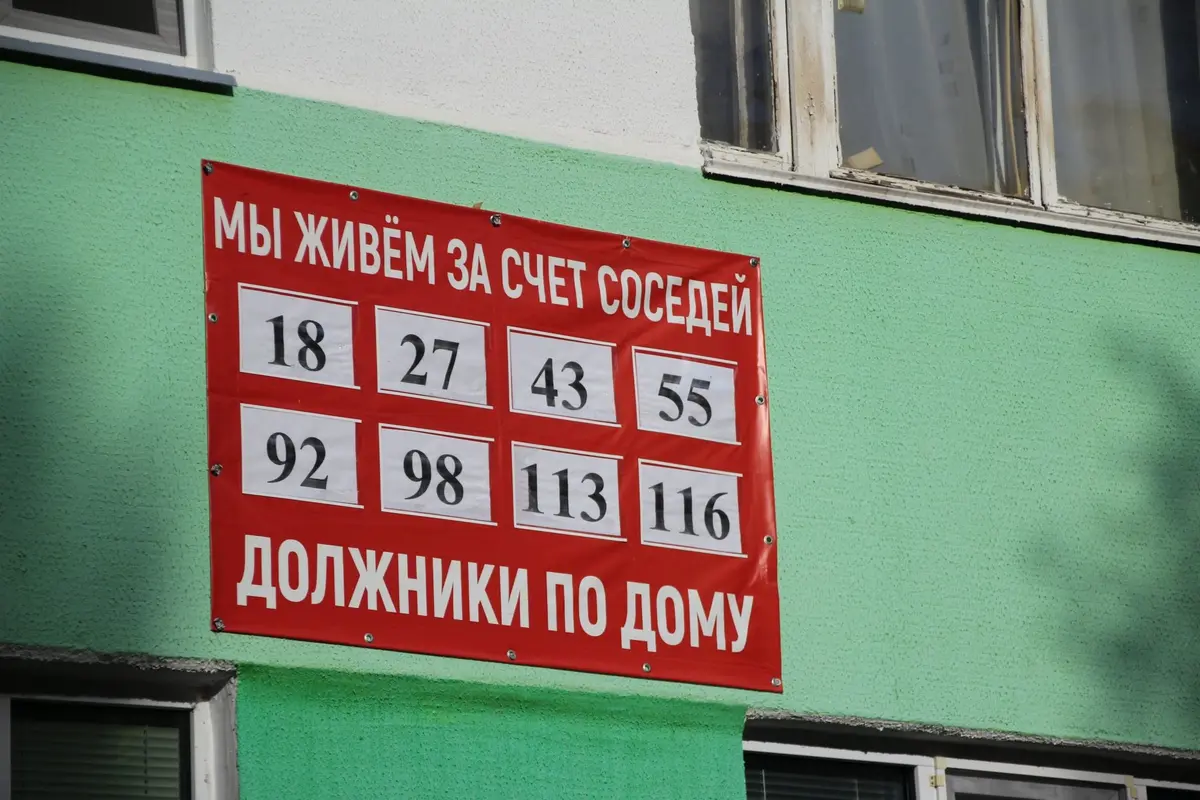 МЫ ЖИВЁМ ЗА СЧЕТ СОСЕДЕЙ
18 27 43 55
92 98 113 116
ДОЛЖНИКИ ПО ДОМУ